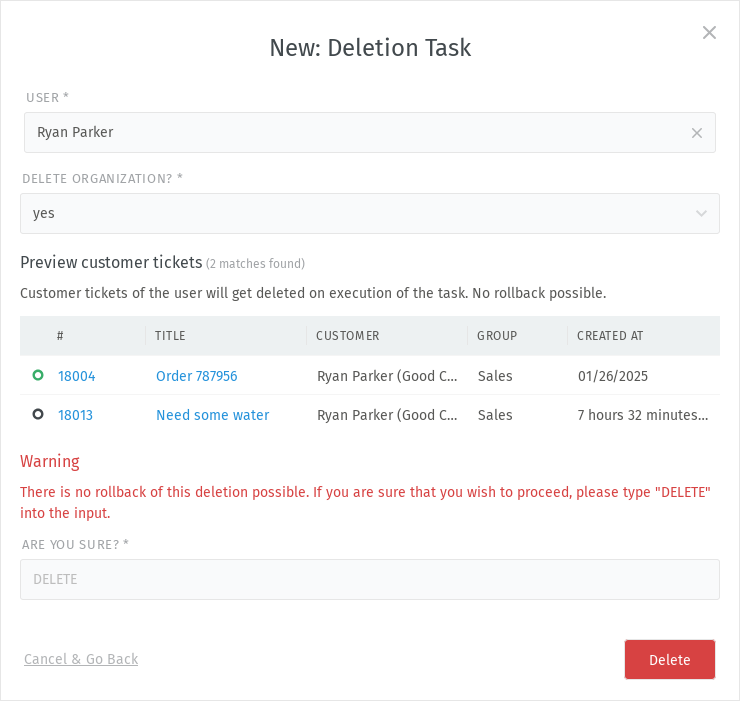 New: Deletion Task
USER *
Ryan Parker
DELETE ORGANIZATION? *
yes
Preview customer tickets (2 matches found)
Customer tickets of the user will get deleted on execution of the task. No rollback possible.
# TITLE CUSTOMER GROUP CREATED AT
18004 Order 787956 Ryan Parker (Good C... Sales 01/26/2025
18013 Need some water Ryan Parker (Good C... Sales 7 hours 32 minutes...
Warning
There is no rollback of this deletion possible. If you are sure that you wish to proceed, please type "DELETE"
into the input.
ARE YOU SURE? *
DELETE
Cancel & Go Back Delete